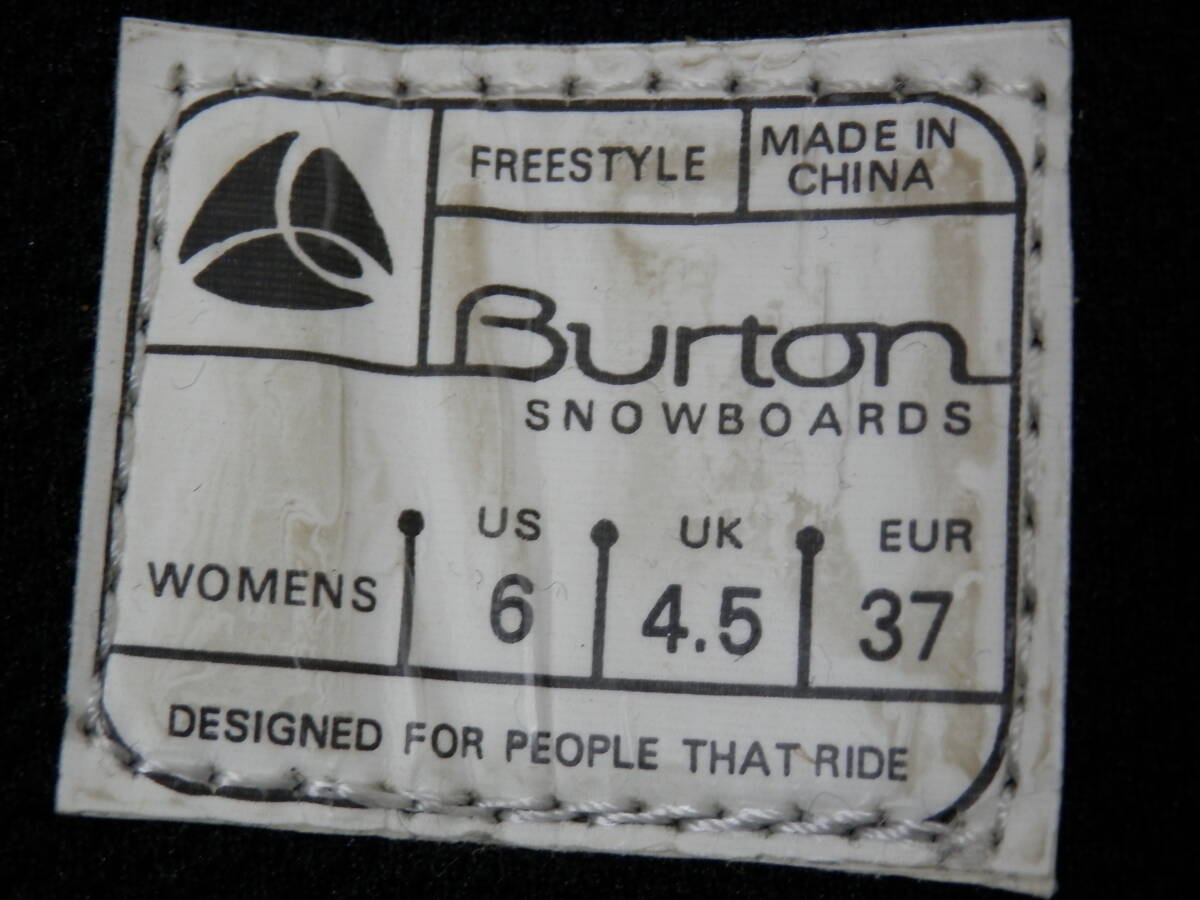 FREESTYLE
MADE IN
CHINA
Burton
SNOWBOARDS
US UK EUR
WOMENS 6 4.5 37
DESIGNED FOR PEOPLE THAT RIDE